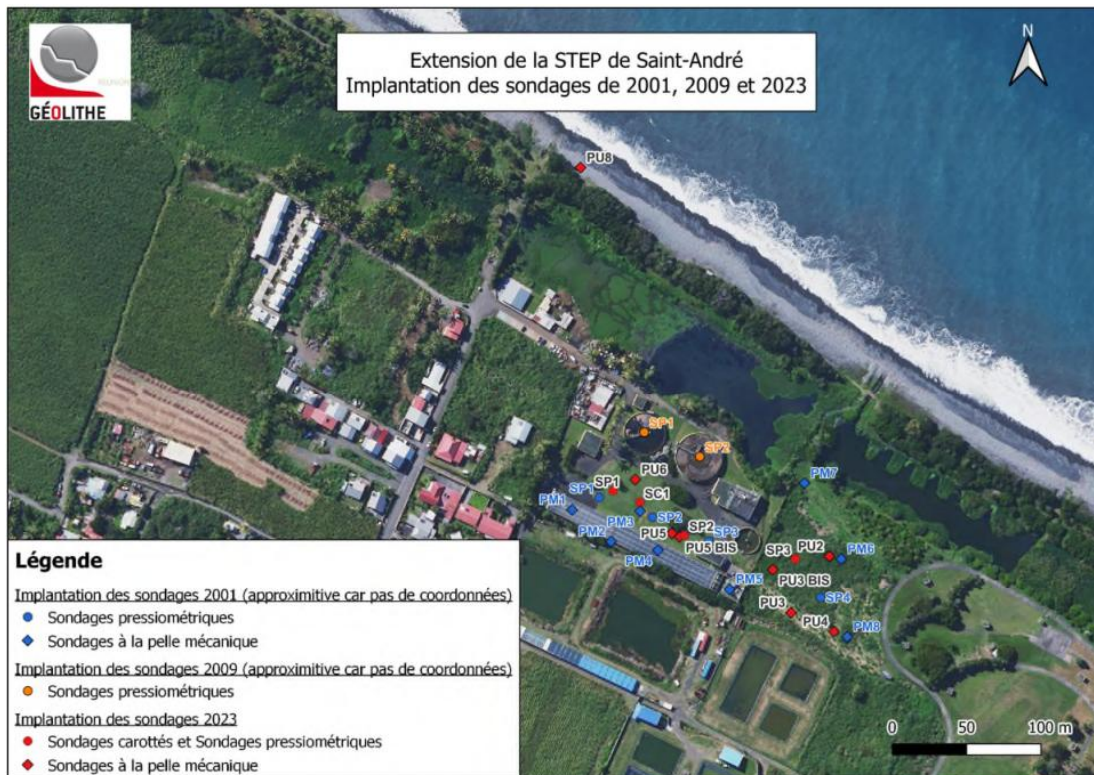 GÉOLITHE
Extension de la STEP de Saint-André
Implantation des sondages de 2001, 2009 et 2023
N
PU8
SP1
SP2
PU6
PM7
SP1
SP1
SC1
PM1
PM3
SP2
PM2
PU5
SP2
SP3
PU5 BIS
PM4
SP3
PU2
PM6
PU3 BIS
PM5
SP4
PU3
PU4
PM8
Légende
Implantation des sondages 2001 (approximitive car pas de coordonnées)
Sondages pressiométriques
Sondages à la pelle mécanique
Implantation des sondages 2009 (approximitive car pas de coordonnées)
Sondages pressiométriques
Implantation des sondages 2023
Sondages carottés et Sondages pressiométriques
Sondages à la pelle mécanique
0 50 100 m